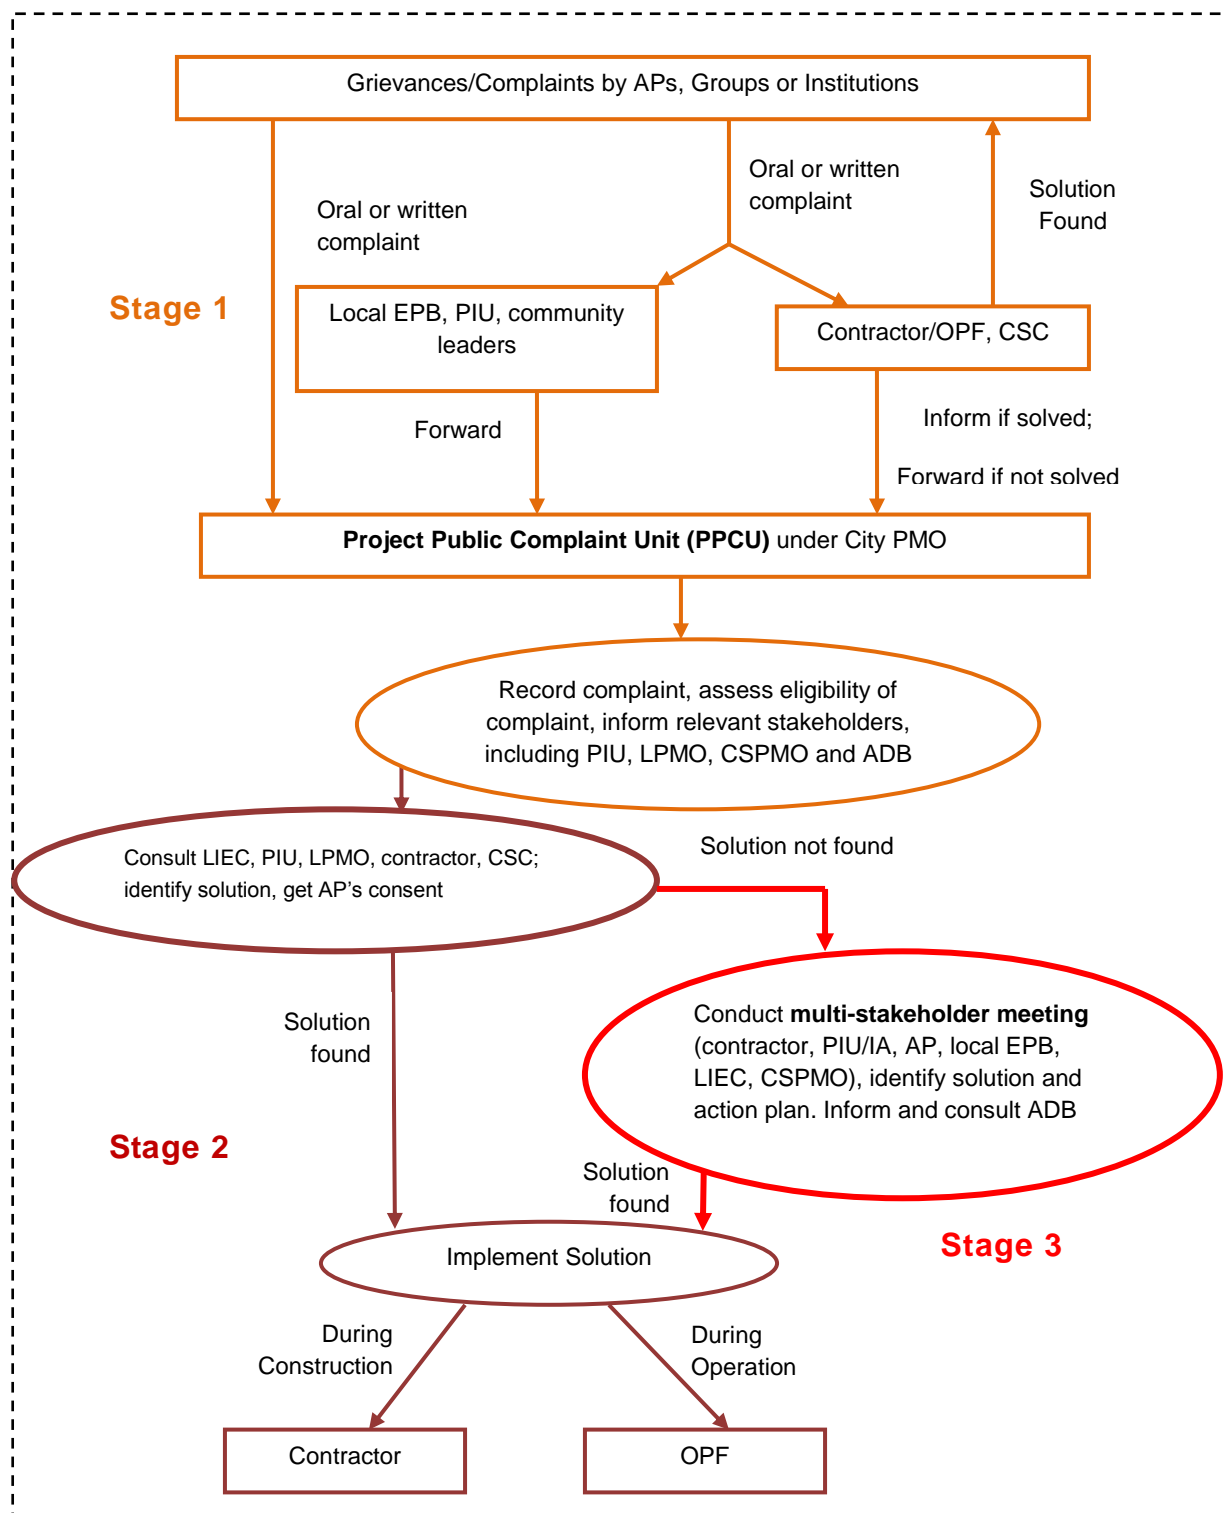 Grievances/Complaints by APs, Groups or Institutions
Oral or written
complaint
Oral or written
complaint
Solution
Found
Stage 1
Local EPB, PIU, community
leaders
Contractor/OPF, CSC
Forward
Inform if solved;
Forward if not solved
Project Public Complaint Unit (PPCU) under City PMO
Record complaint, assess eligibility of
complaint, inform relevant stakeholders,
including PIU, LPMO, CSPMO and ADB
Consult LIEC, PIU, LPMO, contractor, CSC;
identify solution, get AP's consent
Solution not found
Solution
found
Conduct multi-stakeholder meeting
(contractor, PIU/IA, AP, local EPB,
LIEC, CSPMO), identify solution and
action plan. Inform and consult ADB
Stage 2
Solution
found
Stage 3
Implement Solution
During
Construction
During
Operation
Contractor
OPF